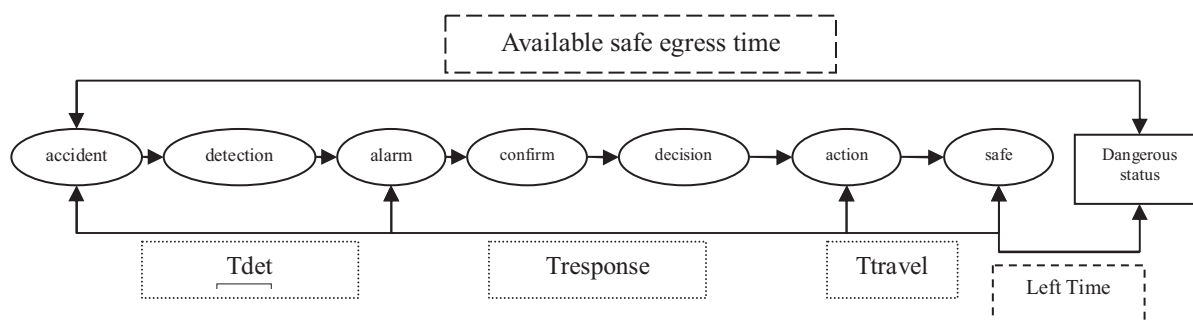 Available safe egress time
accident
detection
alarm
confirm
decision
action
safe
Dangerous
status
Tdet
Tresponse
Ttravel
Left Time